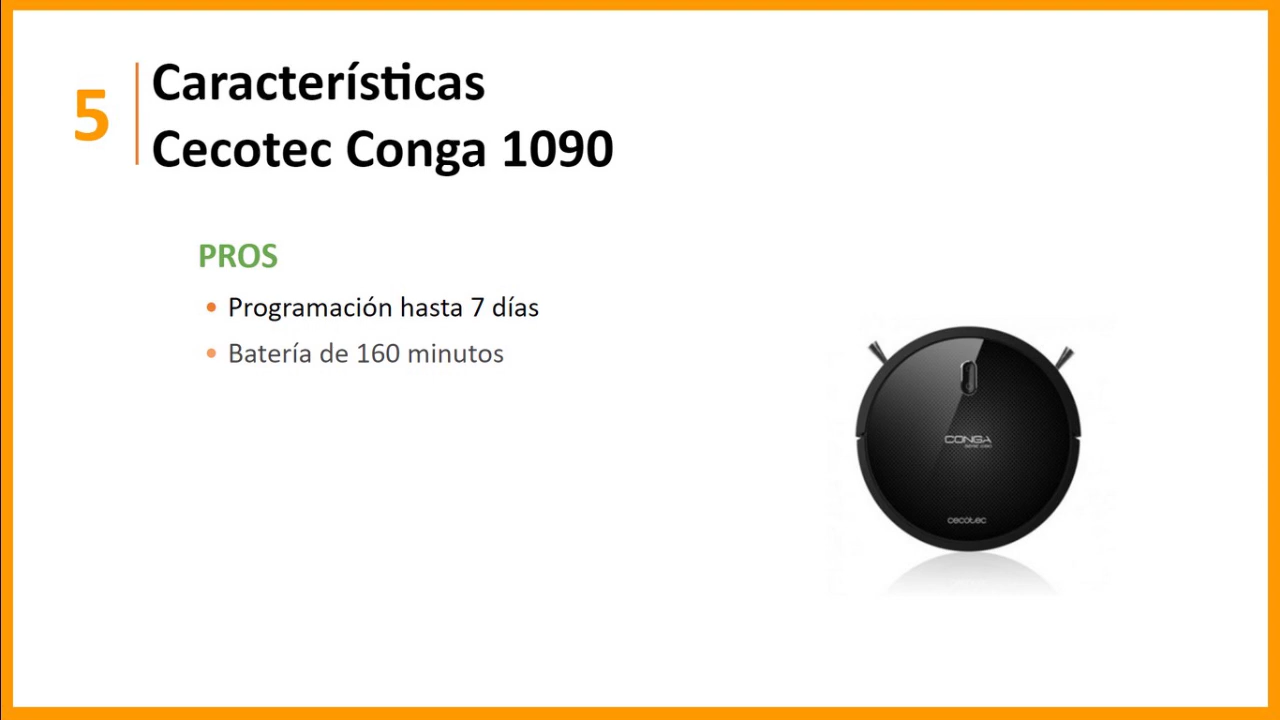 5
Características
Cecotec Conga 1090
PROS
• Programación hasta 7 días
• Batería de 160 minutos
CONGA
cecotec